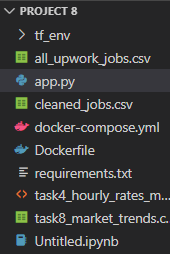 PROJECT 8
tf_env
all_upwork_jobs.csv
app.py
cleaned_jobs.csv
docker-compose.yml
Dockerfile
requirements.txt
task4_hourly_rates_m...
task8_market_trends.c...
Untitled.ipynb